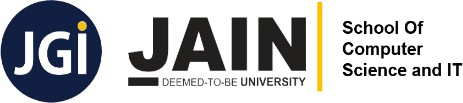 JGi
JAIN
DEEMED-TO-BE UNIVERSITY
School Of
Computer
Science and IT